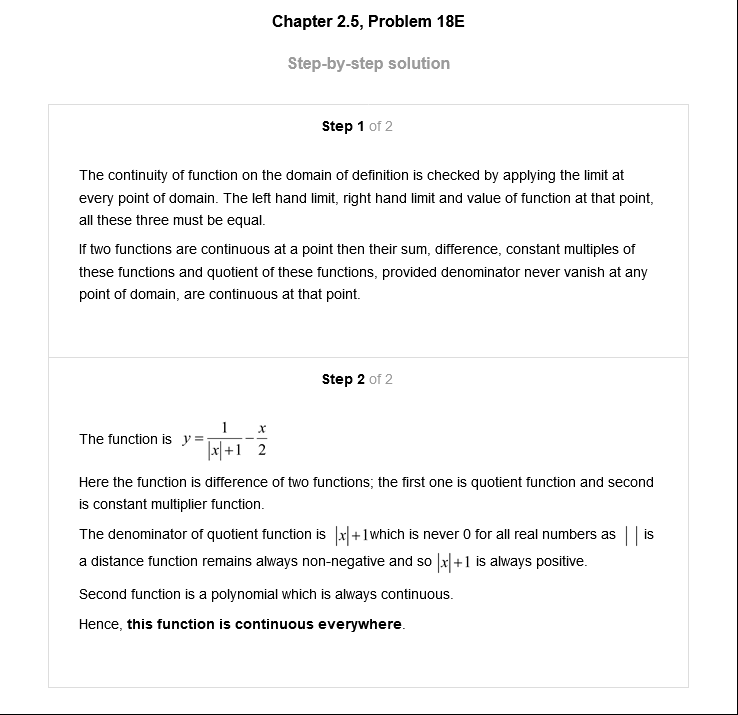 Chapter 2.5, Problem 18E
Step-by-step solution
Step 1 of 2
The continuity of function on the domain of definition is checked by applying the limit at
every point of domain. The left hand limit, right hand limit and value of function at that point,
all these three must be equal.
If two functions are continuous at a point then their sum, difference, constant multiples of
these functions and quotient of these functions, provided denominator never vanish at any
point of domain, are continuous at that point.
Step 2 of 2
The function is y = 1/(|x|+1) − x/2
Here the function is difference of two functions; the first one is quotient function and second
is constant multiplier function.
The denominator of quotient function is |x|+1which is never 0 for all real numbers as | | is
a distance function remains always non-negative and so |x|+1 is always positive.
Second function is a polynomial which is always continuous.
Hence, this function is continuous everywhere.